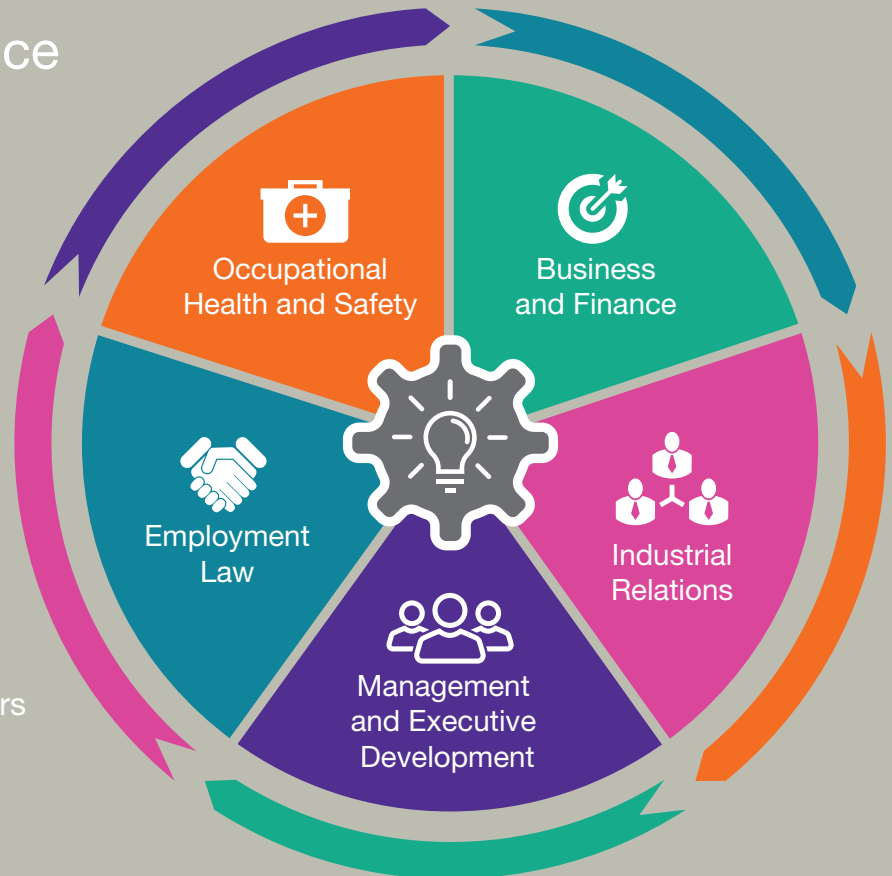 ce
Occupational
Health and Safety
Business
and Finance
Employment
Law
Industrial
Relations
Management
and Executive
Development
rs